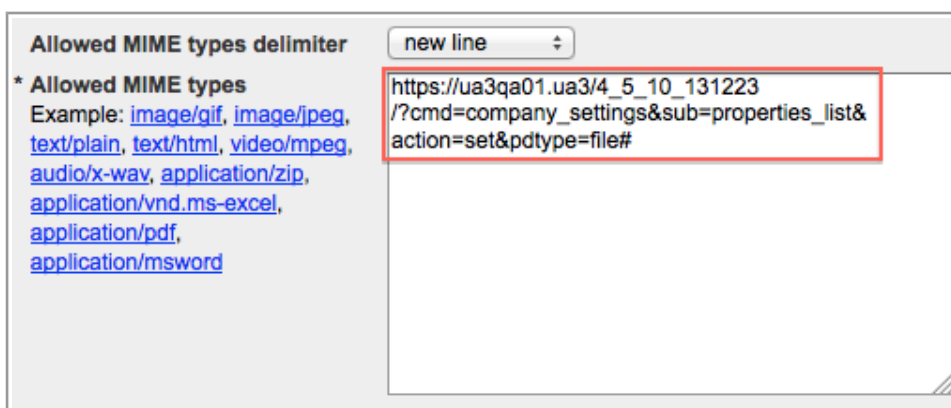 Allowed MIME types delimiter new line
* Allowed MIME types
Example: image/gif, image/jpeg,
text/plain, text/html, video/mpeg,
audio/x-wav, application/zip,
application/vnd.ms-excel,
application/pdf,
application/msword
https://ua3qa01.ua3/4_5_10_131223
/?cmd=company_settings&sub=properties_list&
action=set&pdtype=file#